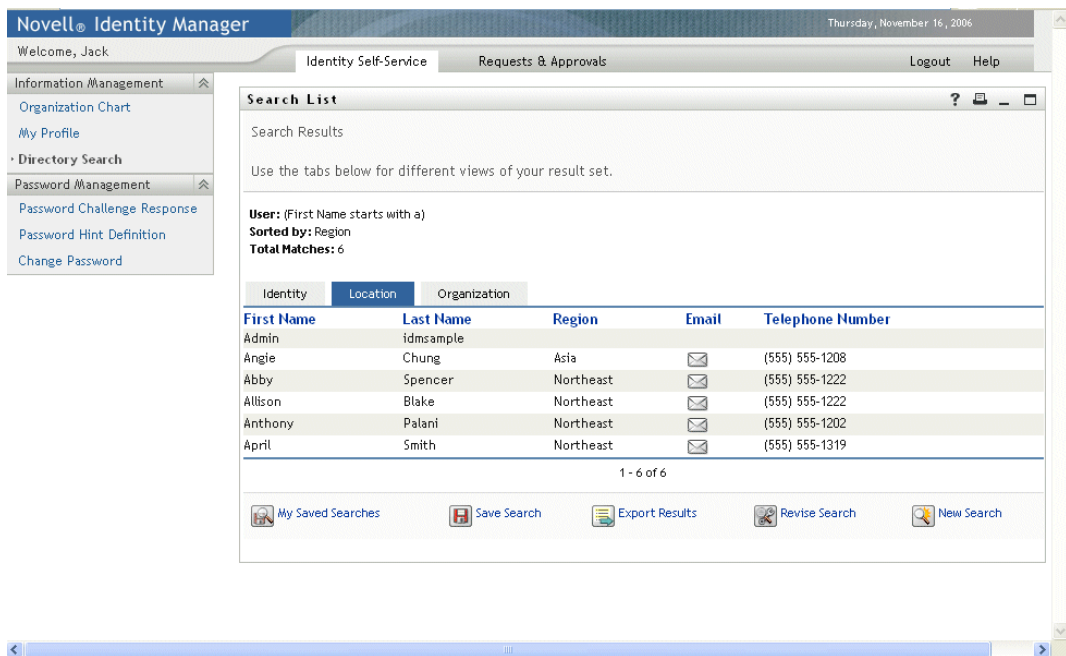 Novell® Identity Manager
Thursday, November 16, 2006
Welcome, Jack
Identity Self-Service Requests & Approvals Logout Help
Information Management
Organization Chart
My Profile
Directory Search
Password Management
Password Challenge Response
Password Hint Definition
Change Password
Search List
?
Search Results
Use the tabs below for different views of your result set.
User: (First Name starts with a)
Sorted by: Region
Total Matches: 6
Identity Location Organization
First Name Last Name Region Email Telephone Number
Admin idmsample
Angie Chung Asia (555) 555-1208
Abby Spencer Northeast (555) 555-1222
Allison Blake Northeast (555) 555-1222
Anthony Palani Northeast (555) 555-1202
April Smith Northeast (555) 555-1319
1 - 6 of 6
My Saved Searches Save Search Export Results Revise Search New Search